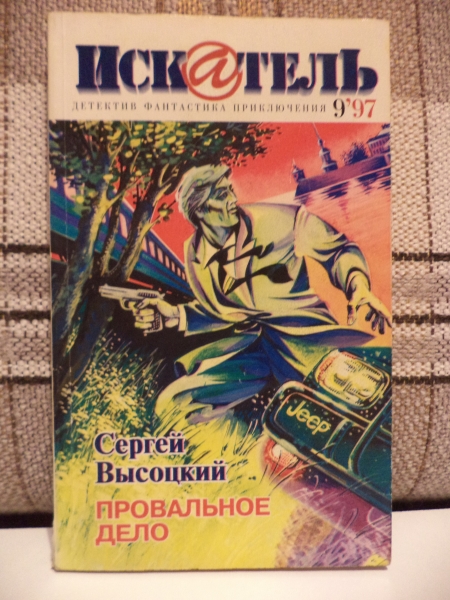 ИСК@ТЕЛЬ
ДЕТЕКТИВ ФАНТАСТИКА ПРИКЛЮЧЕНИЯ 9'97
Jeep
Сергей
Высоцкий
ПРОВАЛЬНОЕ
ДЕЛО